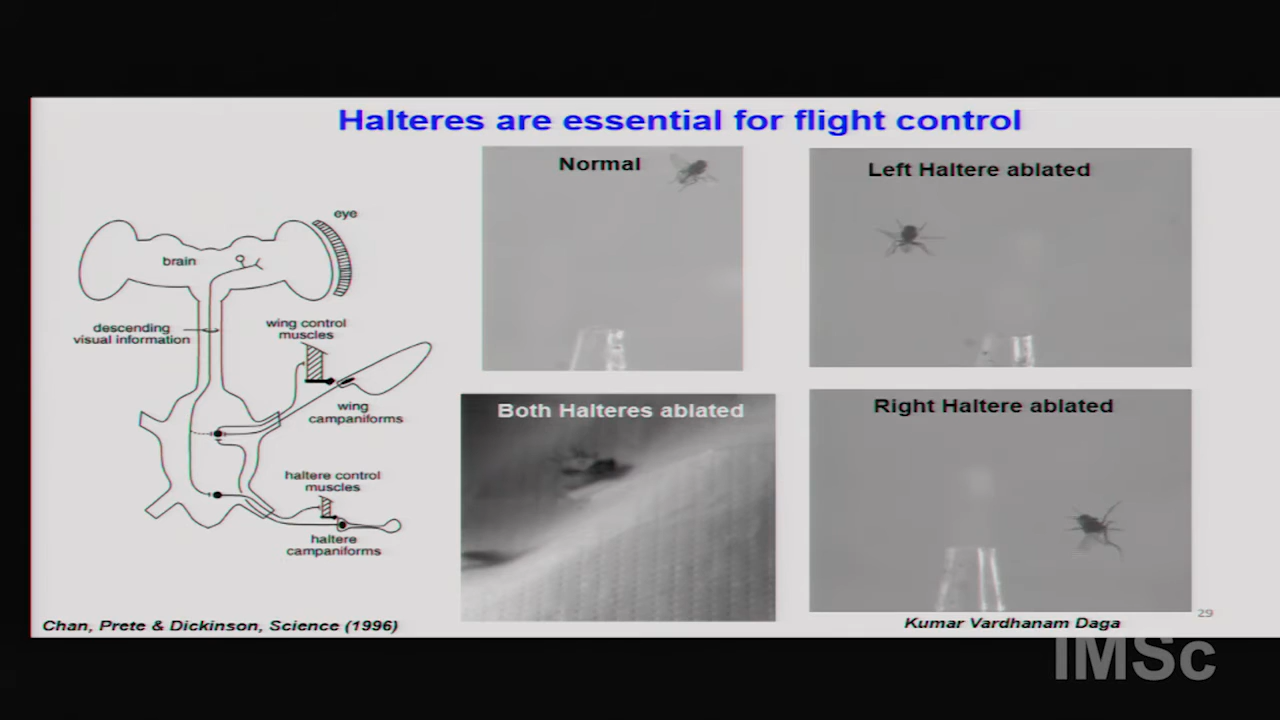 Halteres are essential for flight control
eye
brain
descending
visual information
wing control
muscles
wing
campaniforms
haltere control
muscles
haltere
campaniforms
Chan, Prete & Dickinson, Science (1996)
Normal
Left Haltere ablated
Both Halteres ablated
Right Haltere ablated
Kumar Vardhanam Daga
29
IMSc